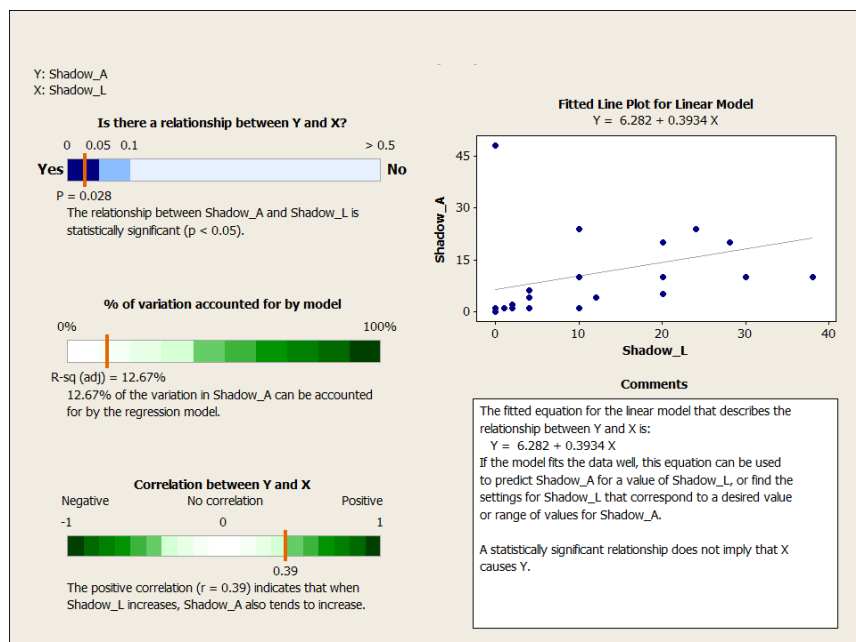 Y: Shadow_A
X: Shadow_L
Is there a relationship between Y and X?
0 0.05 0.1 > 0.5
Yes No
P = 0.028
The relationship between Shadow_A and Shadow_L is
statistically significant (p < 0.05).
% of variation accounted for by model
0% 100%
R-sq (adj) = 12.67%
12.67% of the variation in Shadow_A can be accounted
for by the regression model.
Correlation between Y and X
Negative No correlation Positive
-1 0 1
0.39
The positive correlation (r = 0.39) indicates that when
Shadow_L increases, Shadow_A also tends to increase.
Fitted Line Plot for Linear Model
Y = 6.282 + 0.3934 X
45
30
15
0
Shadow_A
0 10 20 30 40
Shadow_L
Comments
The fitted equation for the linear model that describes the
relationship between Y and X is:
Y = 6.282 + 0.3934 X
If the model fits the data well, this equation can be used
to predict Shadow_A for a value of Shadow_L, or find the
settings for Shadow_L that correspond to a desired value
or range of values for Shadow_A.
A statistically significant relationship does not imply that X
causes Y.